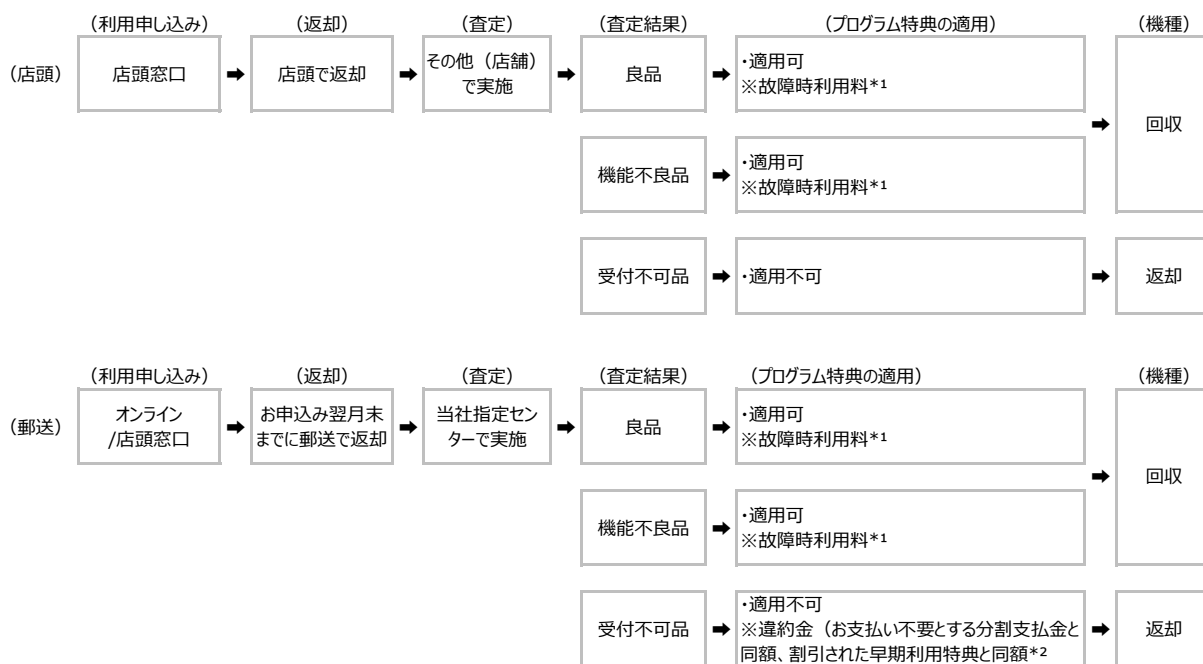 （利用申し込み） （返却） （査定） （査定結果） （プログラム特典の適用） （機種）
（店頭） 店頭窓口 ➡ 店頭で返却 ➡ その他（店舗）で実施 ➡ 良品 ➡ ・適用可
※故障時利用料*1
➡ 回収
機能不良品 ➡ ・適用可
※故障時利用料*1
受付不可品 ➡ ・適用不可 ➡ 返却
（利用申し込み） （返却） （査定） （査定結果） （プログラム特典の適用） （機種）
（郵送） オンライン/店頭窓口 ➡ お申込み翌月末までに郵送で返却 ➡ 当社指定センターで実施 ➡ 良品 ➡ ・適用可
※故障時利用料*1
➡ 回収
機能不良品 ➡ ・適用可
※故障時利用料*1
受付不可品 ➡ ・適用不可
※違約金（お支払い不要とする分割支払金と
同額、割引された早期利用特典と同額*2
➡ 返却